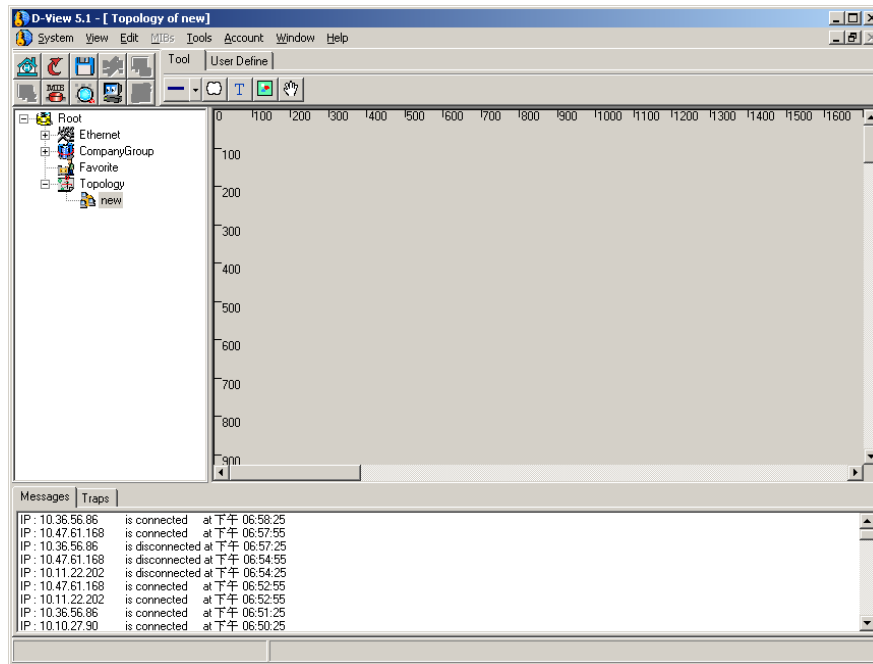 D-View 5.1 - [ Topology of new]
System View Edit MIBs Tools Account Window Help
Tool User Define
MIB
T
Root
Ethernet
CompanyGroup
Favorite
Topology
new
0 100 200 300 400 500 600 700 800 900 1000 1100 1200 1300 1400 1500 1600
100
200
300
400
500
600
700
800
900
Messages Traps
IP : 10.36.56.86 is connected at 下午 06:58:25
IP : 10.47.61.168 is connected at 下午 06:57:55
IP : 10.36.56.86 is disconnected at 下午 06:57:25
IP : 10.47.61.168 is disconnected at 下午 06:54:55
IP : 10.11.22.202 is disconnected at 下午 06:54:25
IP : 10.47.61.168 is connected at 下午 06:52:55
IP : 10.11.22.202 is connected at 下午 06:52:55
IP : 10.36.56.86 is connected at 下午 06:51:25
IP : 10.10.27.90 is connected at 下午 06:50:25